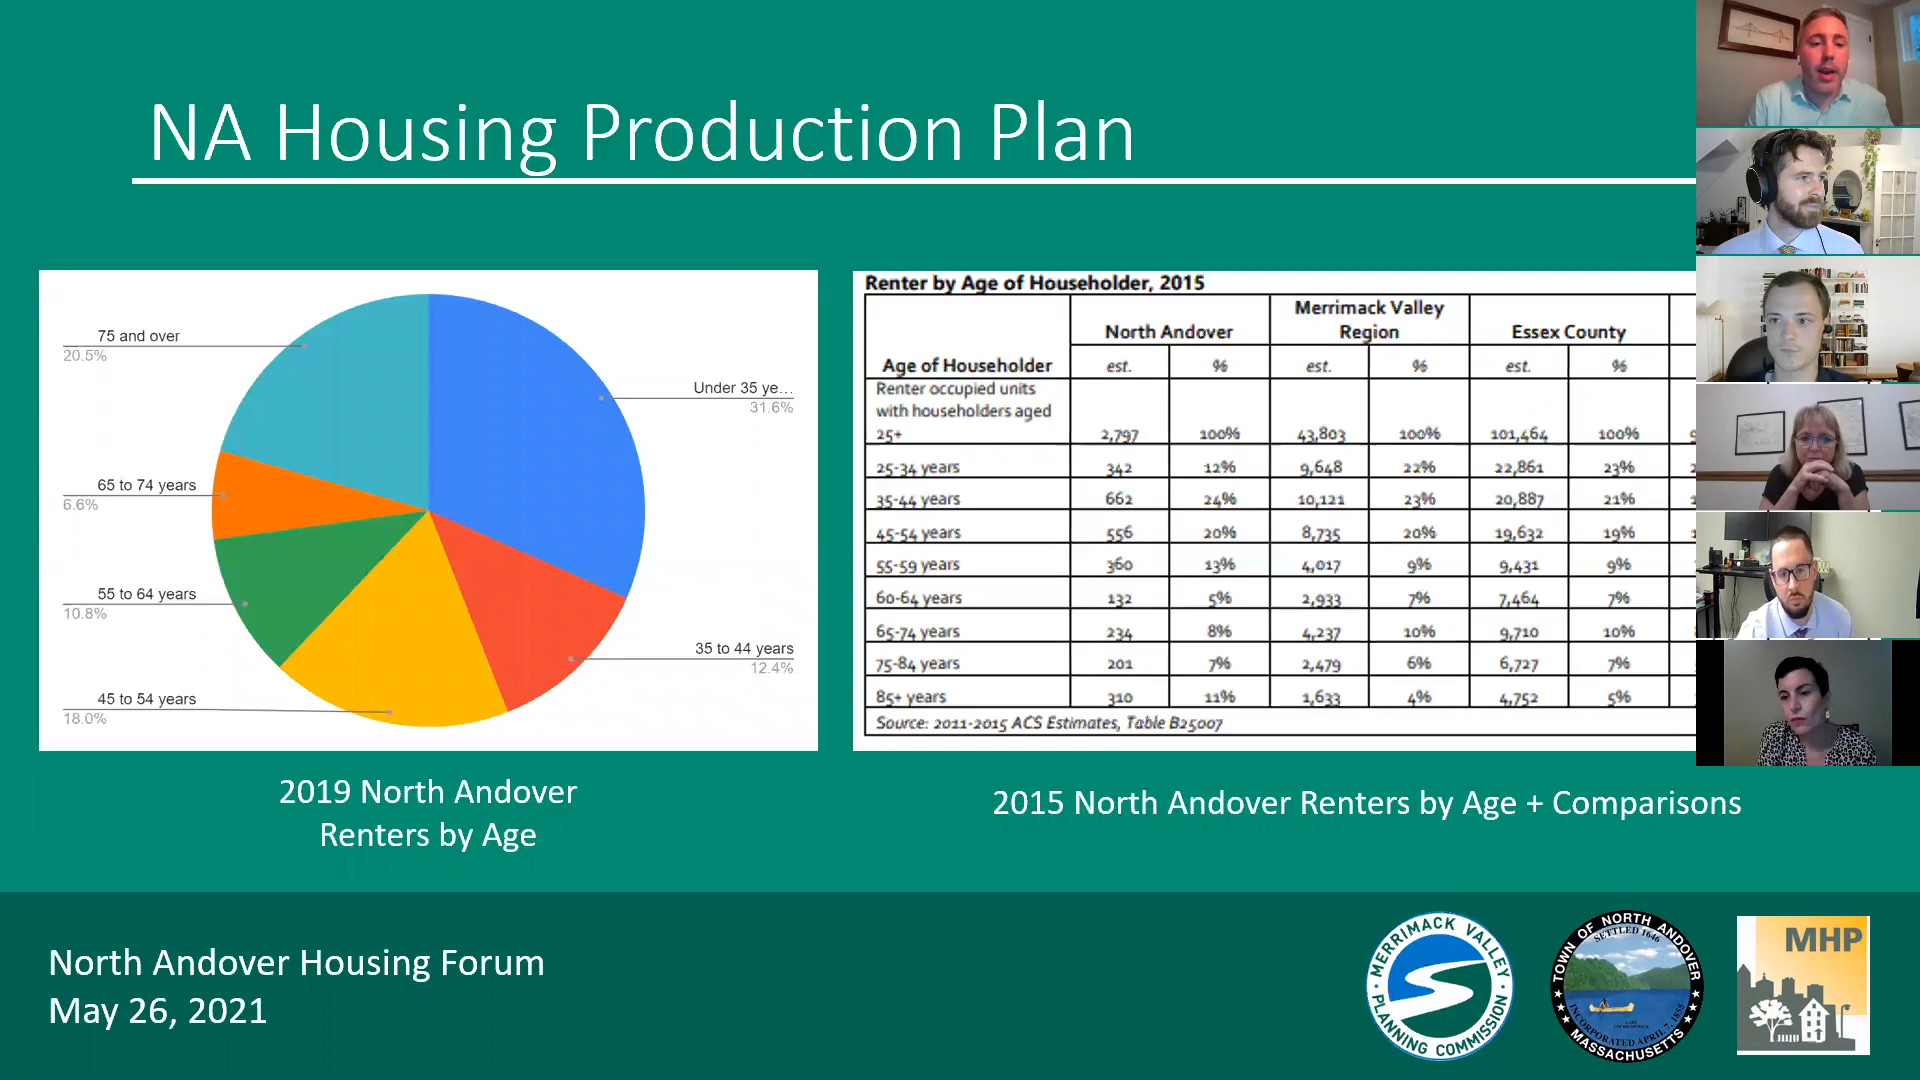 NA Housing Production Plan
75 and over
20.5%
Under 35 ye…
31.6%
65 to 74 years
6.6%
55 to 64 years
10.8%
35 to 44 years
12.4%
45 to 54 years
18.0%
2019 North Andover
Renters by Age
Renter by Age of Householder, 2015
Age of Householder North Andover Merrimack Valley Region Essex County
est. % est. % est. %
Renter occupied units
with householders aged
25+ 2,797 100% 43,803 100% 101,464 100%
25-34 years 342 12% 9,648 22% 22,861 23%
35-44 years 662 24% 10,121 23% 20,887 21%
45-54 years 556 20% 8,735 20% 19,632 19%
55-59 years 360 13% 4,017 9% 9,431 9%
60-64 years 132 5% 2,933 7% 7,464 7%
65-74 years 234 8% 4,237 10% 9,710 10%
75-84 years 201 7% 2,479 6% 6,727 7%
85+ years 310 11% 1,633 4% 4,752 5%
Source: 2011-2015 ACS Estimates, Table B25007
2015 North Andover Renters by Age + Comparisons
North Andover Housing Forum
May 26, 2021
MERRIMACK VALLEY
PLANNING COMMISSION
TOWN OF NORTH ANDOVER
SETTLED 1646
INCORPORATED APRIL 7, 1855
MASSACHUSETTS
MHP